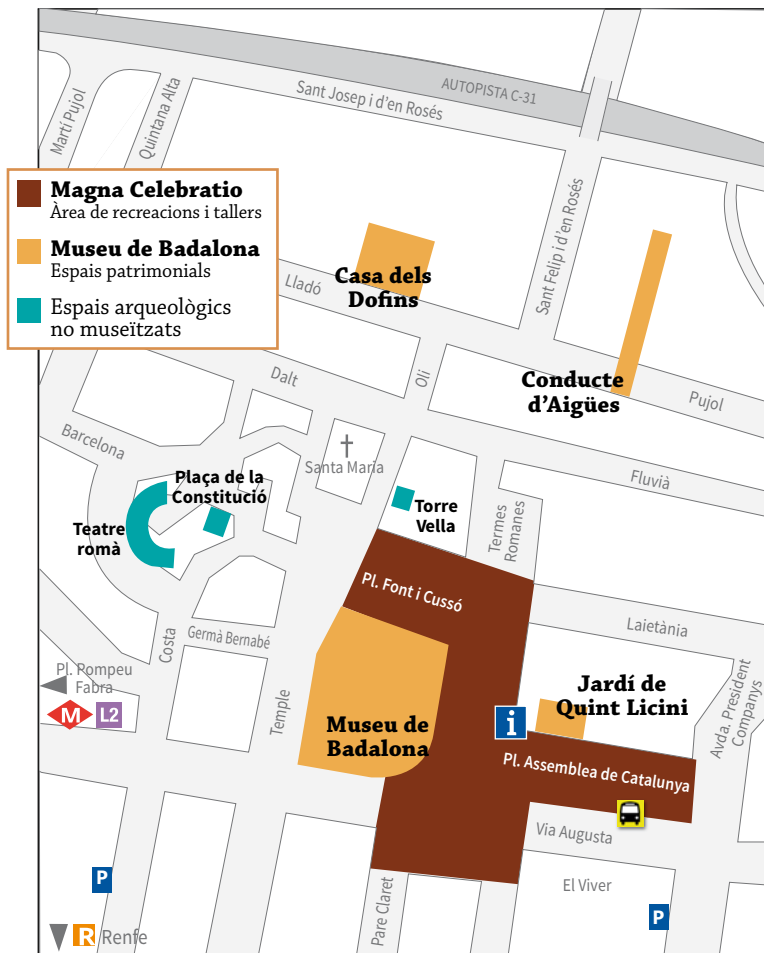 AUTOPISTA C-31
Sant Josep i d'en Rosés
Martí Pujol
Quintana Alta
Sant Felip i d'en Rosés
Magna Celebratio
Àrea de recreacions i tallers
Museu de Badalona
Espais patrimonials
Espais arqueològics
no museïtzats
Casa dels
Dofins
Lladó
Conducte
d'Aigües
Pujol
Oli
Dalt
Barcelona
Santa Maria
Fluvià
Plaça de la
Constitució
Teatre
romà
Torre
Vella
Termes
Romanes
Pl. Font i Cussó
Laietània
Costa
Germà Bernabé
Pl. Pompeu
Fabra
M
L2
Temple
Museu de
Badalona
Jardí de
Quint Licini
i
Avda. President
Companys
Pl. Assemblea de Catalunya
Via Augusta
El Viver
P
P
Pare Claret
R Renfe